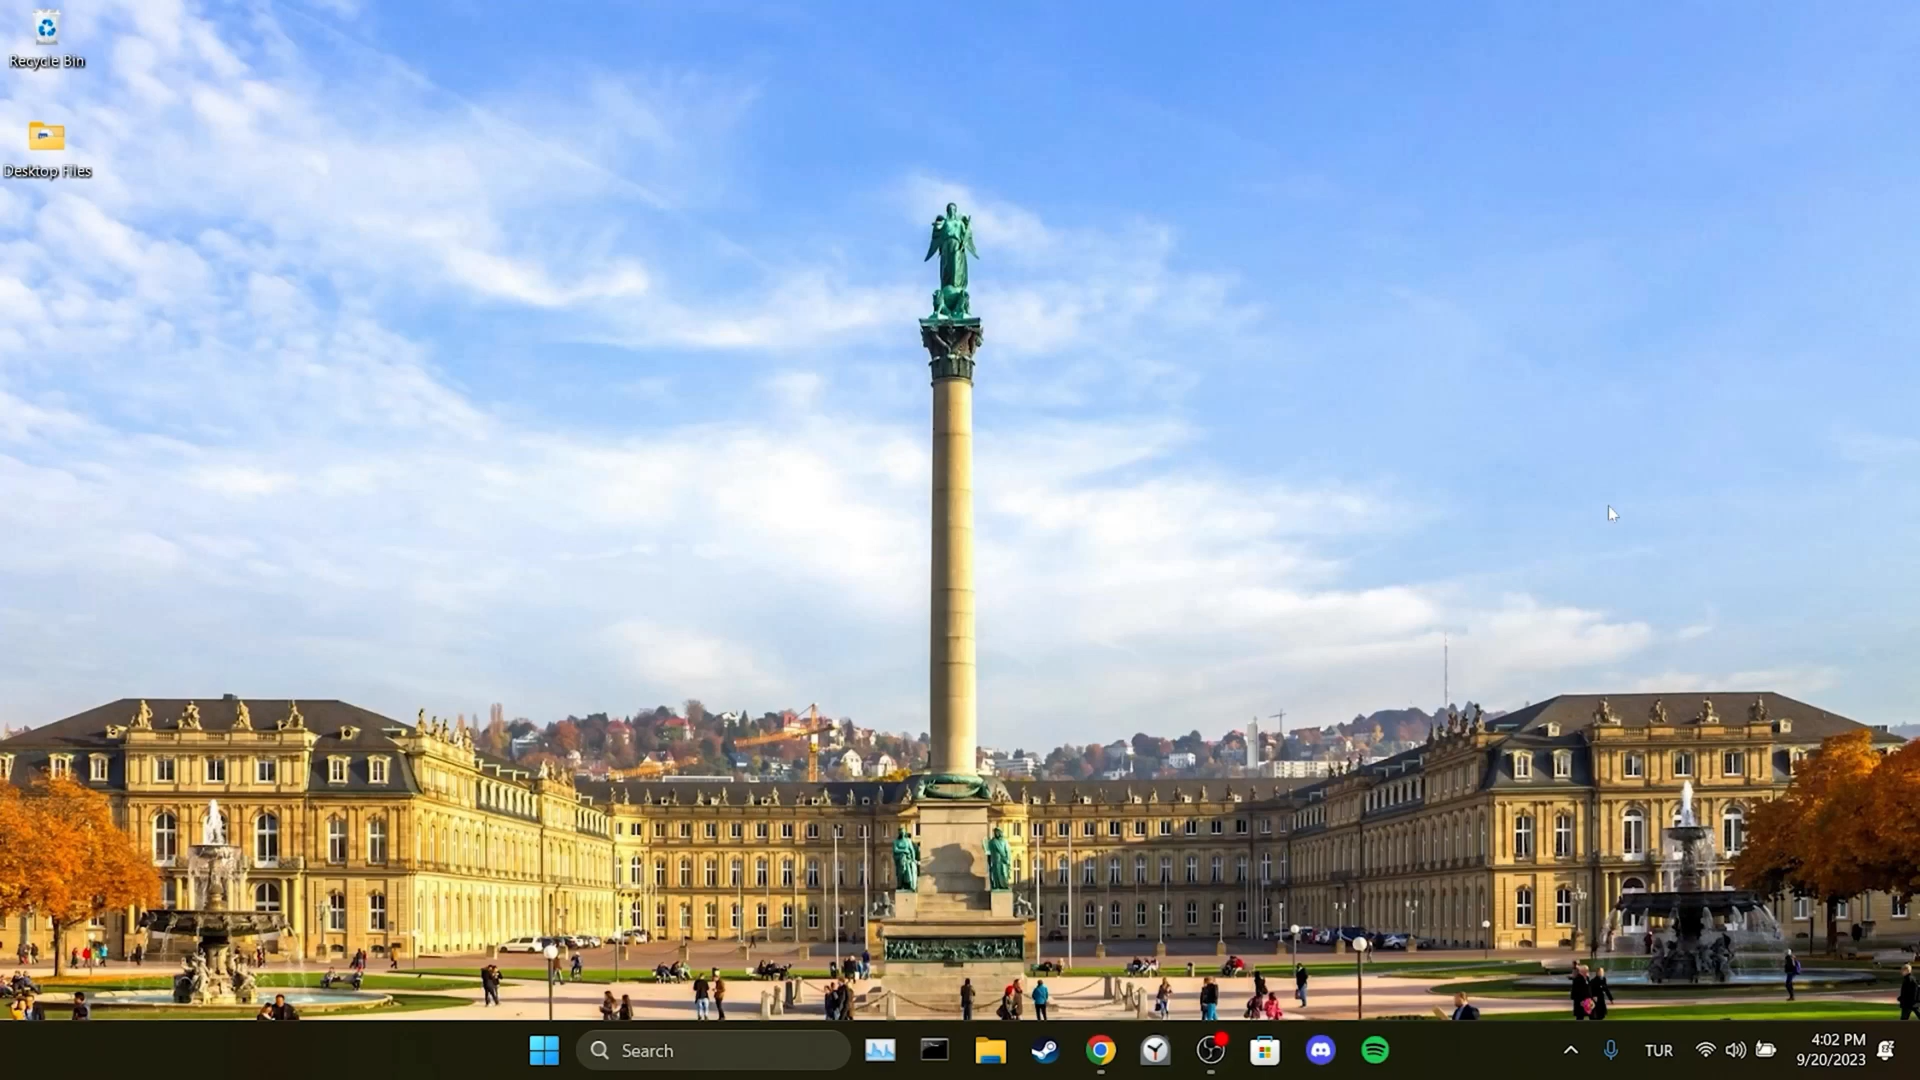 Recycle Bin
Desktop Files
Search
TUR
4:02 PM
9/20/2023